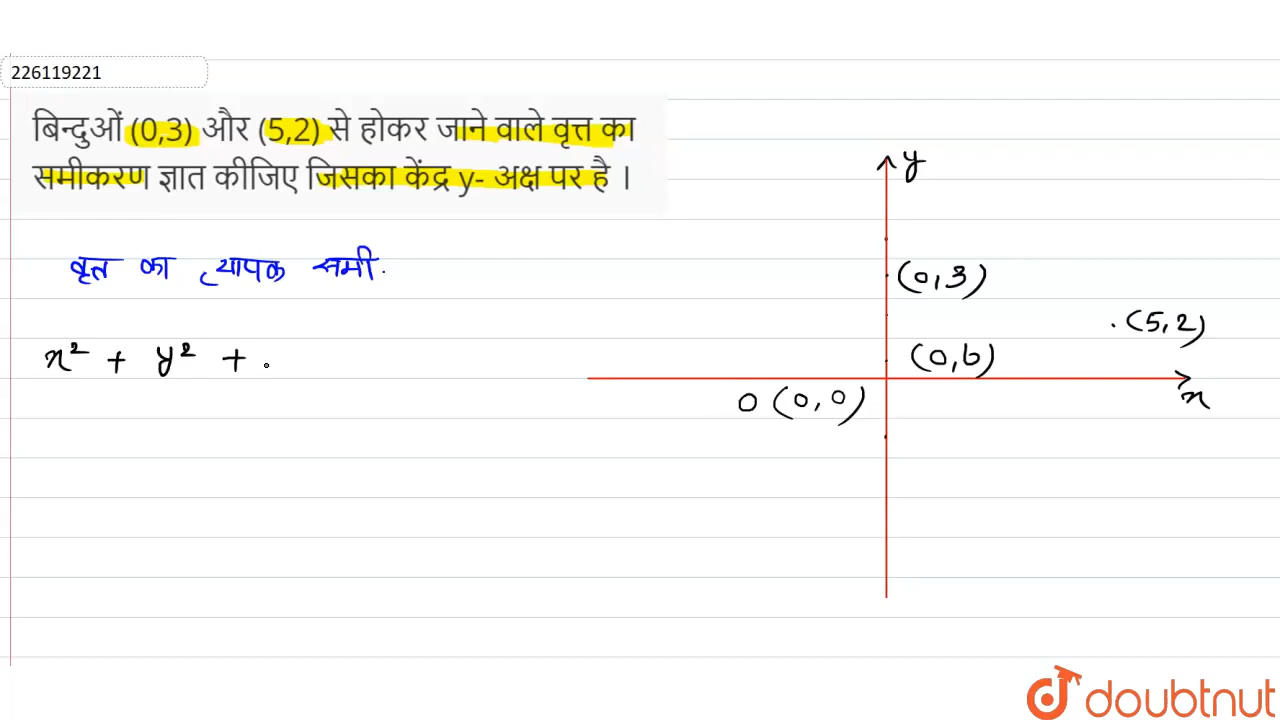 226119221
बिन्दुओं (0,3) और (5,2) से होकर जाने वाले वृत्त का
समीकरण ज्ञात कीजिए जिसका केंद्र y- अक्ष पर है ।
वृत्त का व्यापक समी.
x² + y² +
y
(0,3)
.(5,2)
(0,b)
O (0,0)
x
doubtnut